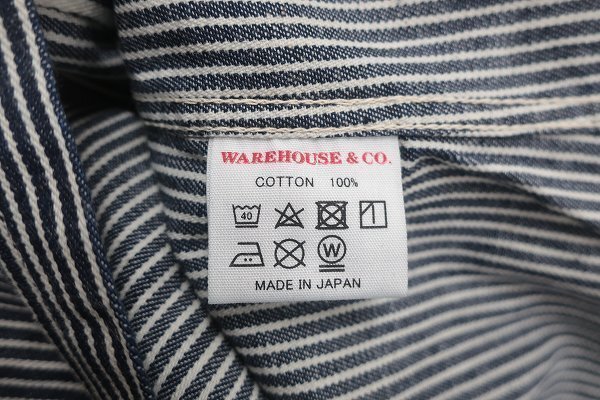 WAREHOUSE & CO.
COTTON 100%
40
W
MADE IN JAPAN